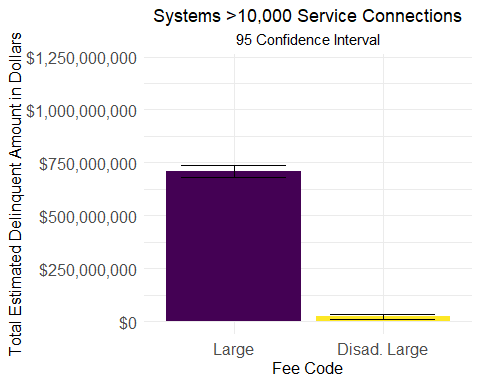 Systems >10,000 Service Connections
95 Confidence Interval
Total Estimated Delinquent Amount in Dollars
$1,250,000,000
$1,000,000,000
$750,000,000
$500,000,000
$250,000,000
$0
Large
Disad. Large
Fee Code